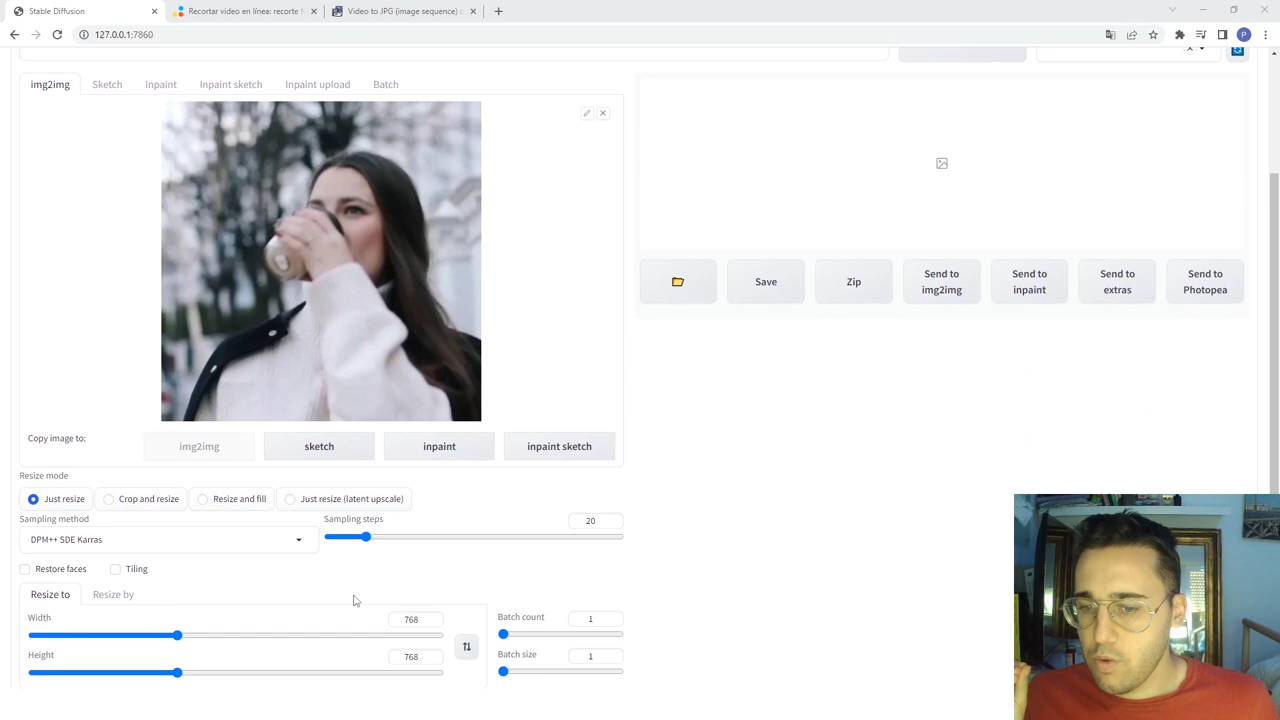 Stable Diffusion
Recortar video en línea: recorte
Video to JPG (image sequence)
127.0.0.1:7860
P
img2img
Sketch
Inpaint
Inpaint sketch
Inpaint upload
Batch
Copy image to:
img2img
sketch
inpaint
inpaint sketch
Save
Zip
Send to
img2img
Send to
inpaint
Send to
extras
Send to
Photopea
Resize mode
Just resize
Crop and resize
Resize and fill
Just resize (latent upscale)
Sampling method
DPM++ SDE Karras
Sampling steps
20
Restore faces
Tiling
Resize to
Resize by
Width
768
Height
768
Batch count
1
Batch size
1